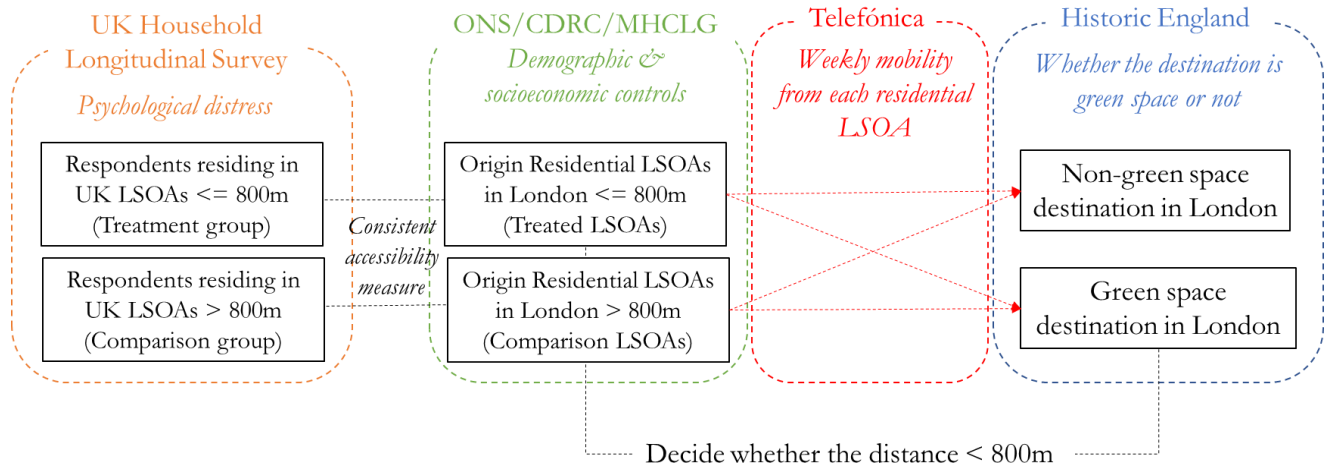 UK Household
Longitudinal Survey
Psychological distress
Respondents residing in
UK LSOAs <= 800m
(Treatment group)
Respondents residing in
UK LSOAs > 800m
(Comparison group)
Consistent
accessibility
measure
ONS/CDRC/MHCLG
Demographic &
socioeconomic controls
Origin Residential LSOAs
in London <= 800m
(Treated LSOAs)
Origin Residential LSOAs
in London > 800m
(Comparison LSOAs)
Telefónica
Weekly mobility
from each residential
LSOA
Historic England
Whether the destination is
green space or not
Non-green space
destination in London
Green space
destination in London
Decide whether the distance < 800m